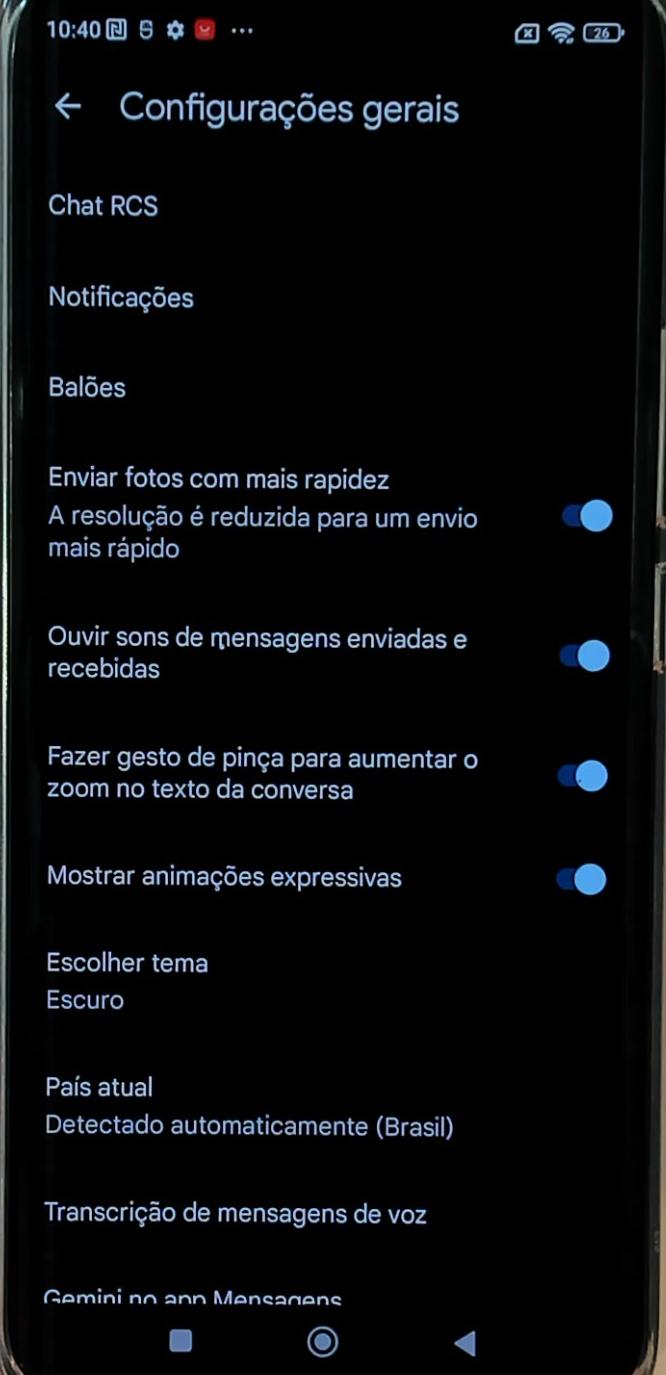 10:40
26
Configurações gerais
Chat RCS
Notificações
Balões
Enviar fotos com mais rapidez
A resolução é reduzida para um envio
mais rápido
Ouvir sons de mensagens enviadas e
recebidas
Fazer gesto de pinça para aumentar o
zoom no texto da conversa
Mostrar animações expressivas
Escolher tema
Escuro
País atual
Detectado automaticamente (Brasil)
Transcrição de mensagens de voz
Gemini no app Mensagens